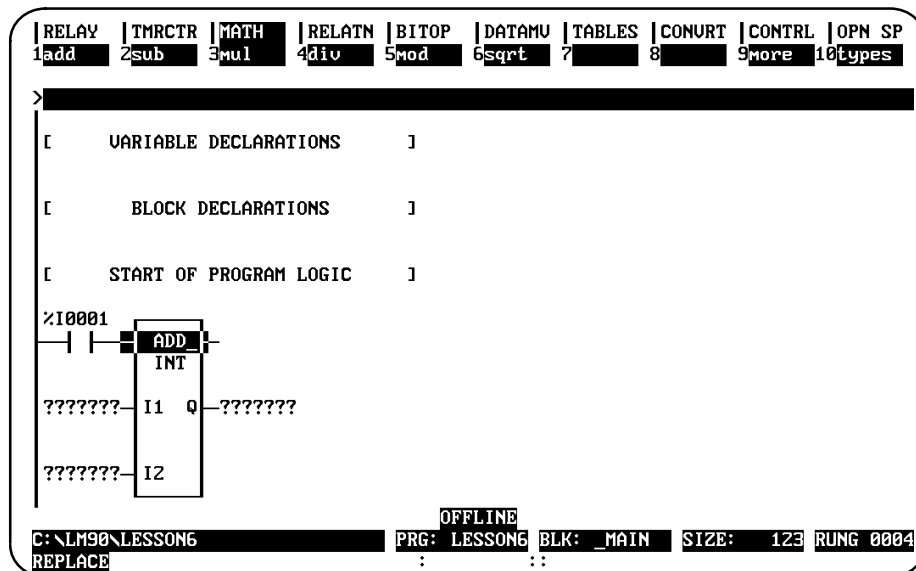 RELAY |TMRCTR |MATH |RELATN |BITOP |DATAMV |TABLES |CONVRT |CONTRL |OPN SP
1add 2sub 3mul 4div 5mod 6sqrt 7 8 9more 10types
>
[ VARIABLE DECLARATIONS ]
[ BLOCK DECLARATIONS ]
[ START OF PROGRAM LOGIC ]
%I0001
ADD_
INT
??????? I1 Q ???????
??????? I2
OFFLINE
C:\LM90\LESSON6 PRG: LESSON6 BLK: _MAIN SIZE: 123 RUNG 0004
REPLACE : ::